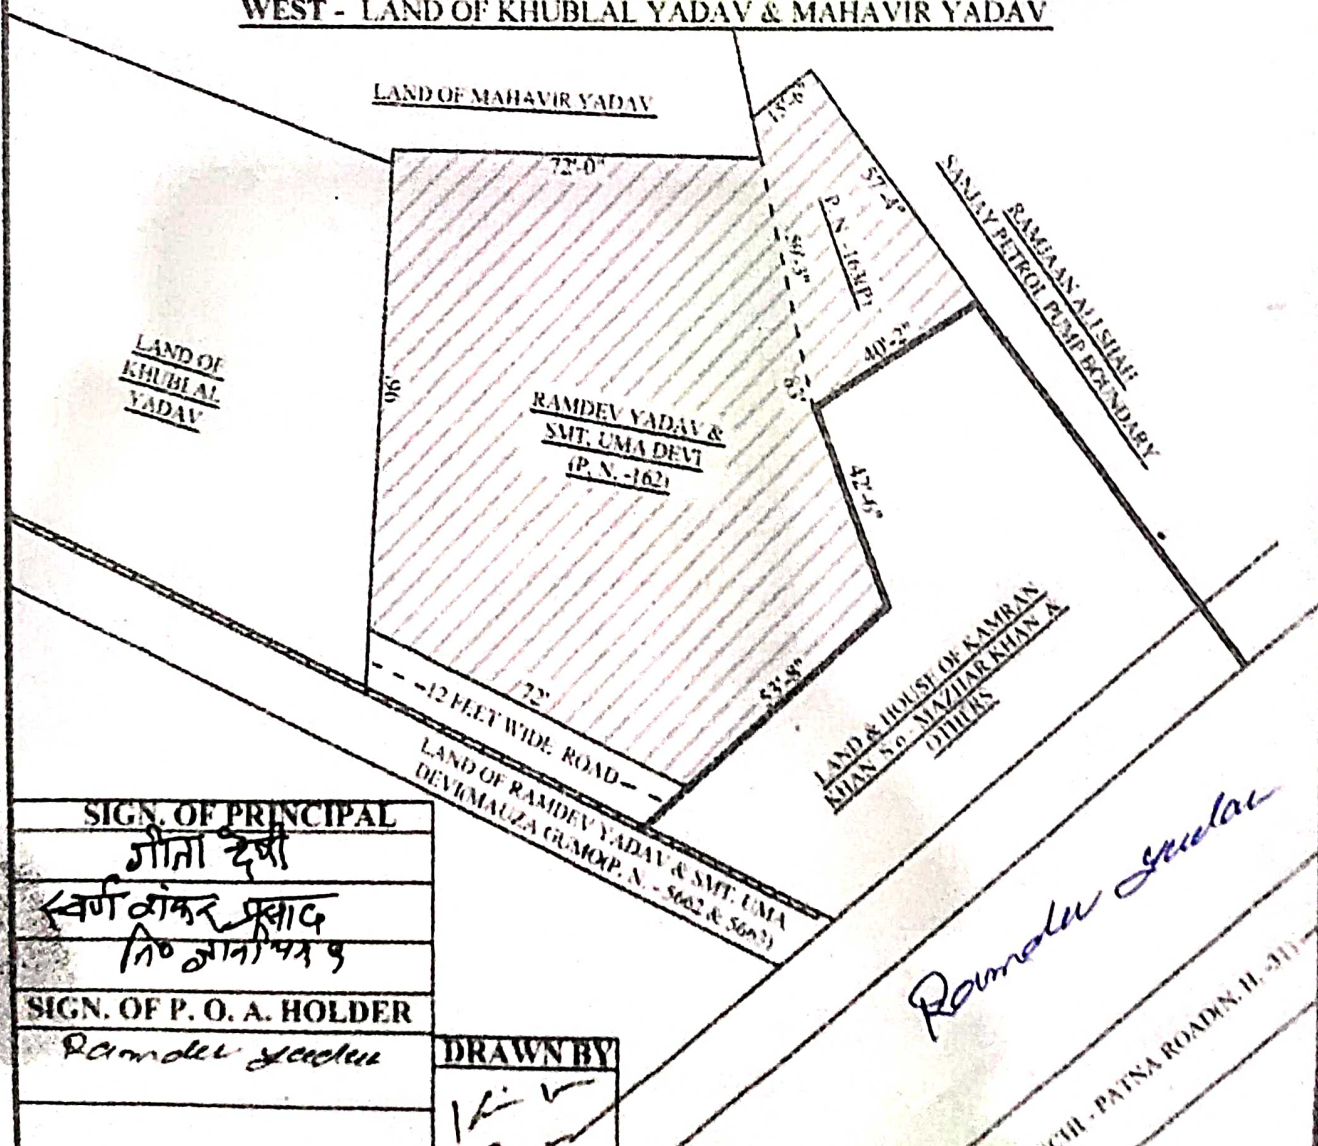 WEST - LAND OF KHUBLAL YADAV & MAHAVIR YADAV
LAND OF MAHAVIR YADAV
72'-0"
57'-4"
P. N. -163(P)
SANJAY PETROL PUMP BOUNDARY
RAMJAAN ALI SHAH
LAND OF
KHUBLAL
YADAV
96'
RAMDEV YADAV &
SMT. UMA DEVI
(P. N. -162)
40'-2"
83'
42'-6"
53'-8"
72'
12 FEET WIDE ROAD
LAND & HOUSE OF KAMRAN
KHAN S.o.- MAZHAR KHAN &
OTHERS
LAND OF RAMDEV YADAV & SMT. UMA
DEVI(MAUZA GUMO(P. N. - 5662 & 5663)
SIGN. OF PRINCIPAL
गीता देवी
स्वर्ण शंकर प्रसाद
SIGN. OF P. O. A. HOLDER
Ramdev Yadav
DRAWN BY
Ramdev Yadav
CHI - PATNA ROAD(N. H. -31)